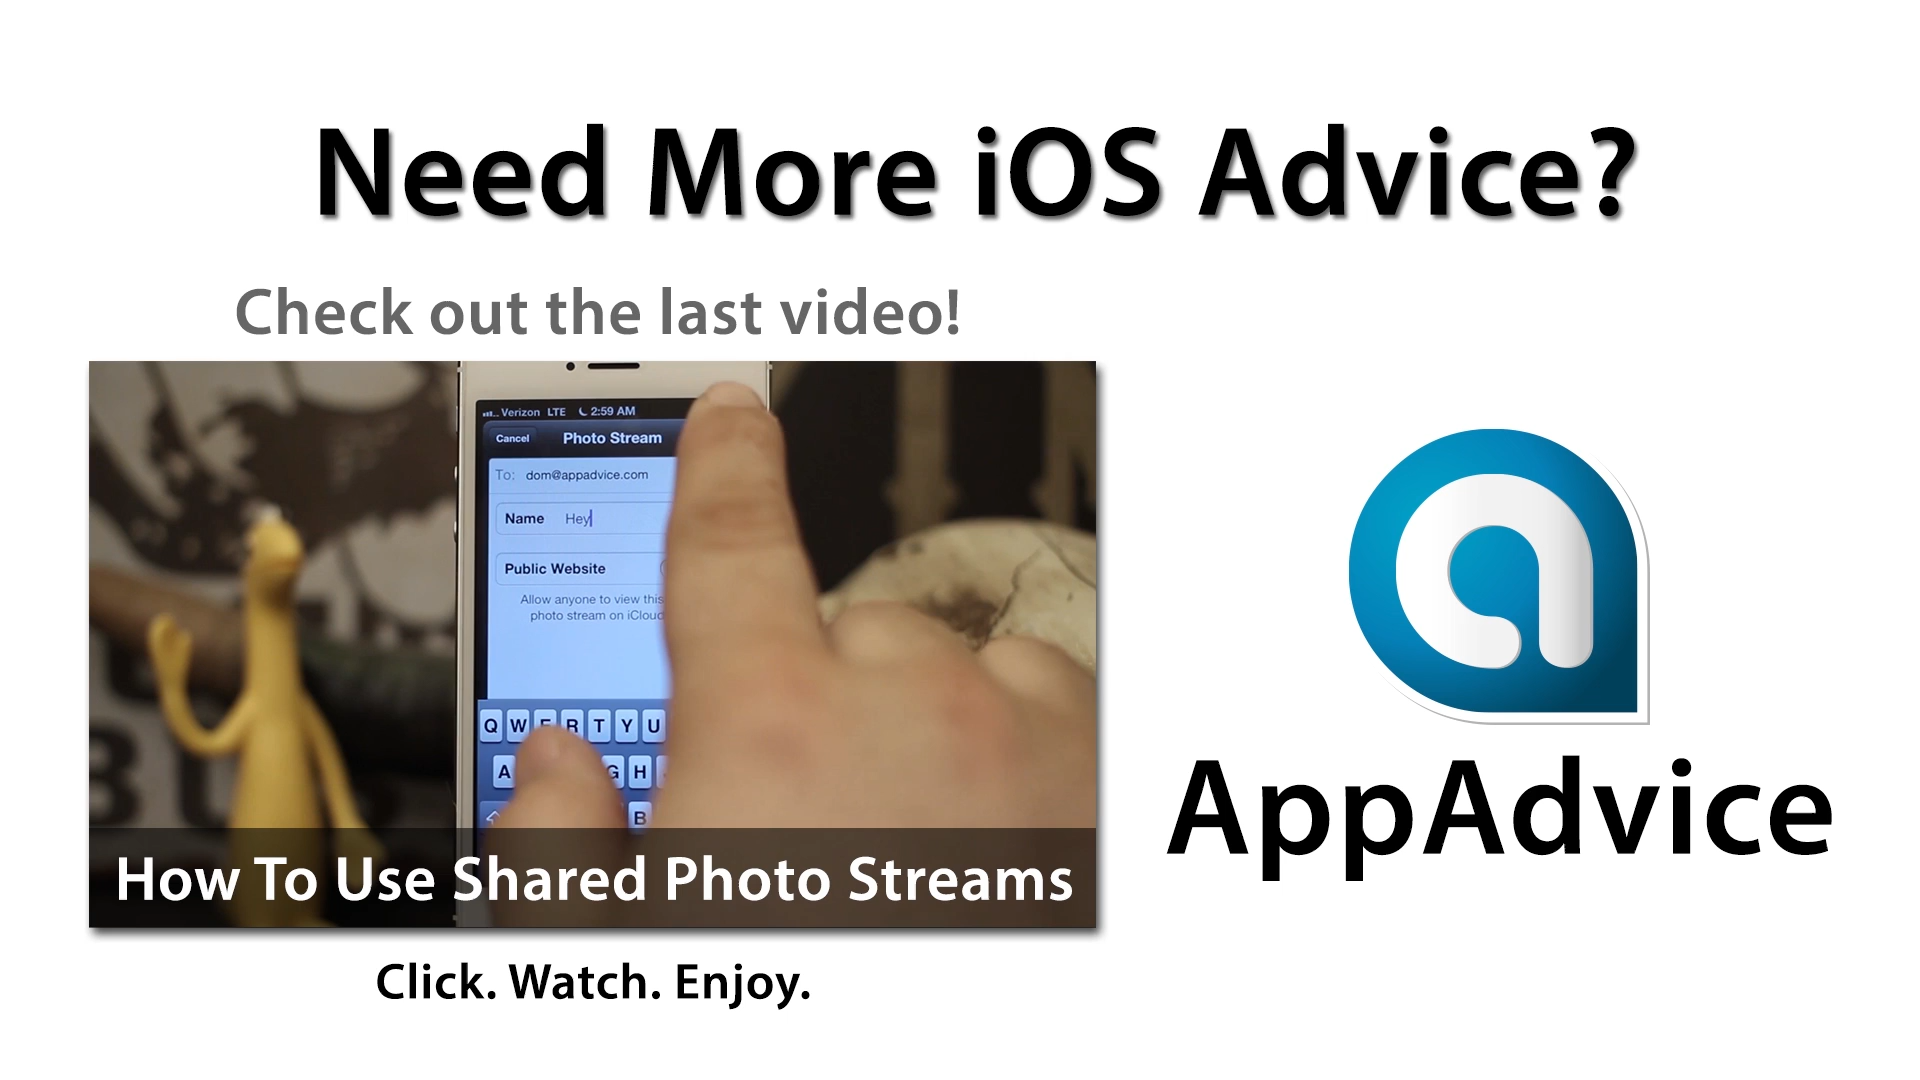 Need More iOS Advice?
Check out the last video!
Verizon LTE 2:59 AM
Cancel Photo Stream
To: dom@appadvice.com
Name Hey
Public Website
Allow anyone to view this
photo stream on iCloud
Q W E R T Y U
A G H
B
How To Use Shared Photo Streams
Click. Watch. Enjoy.
AppAdvice